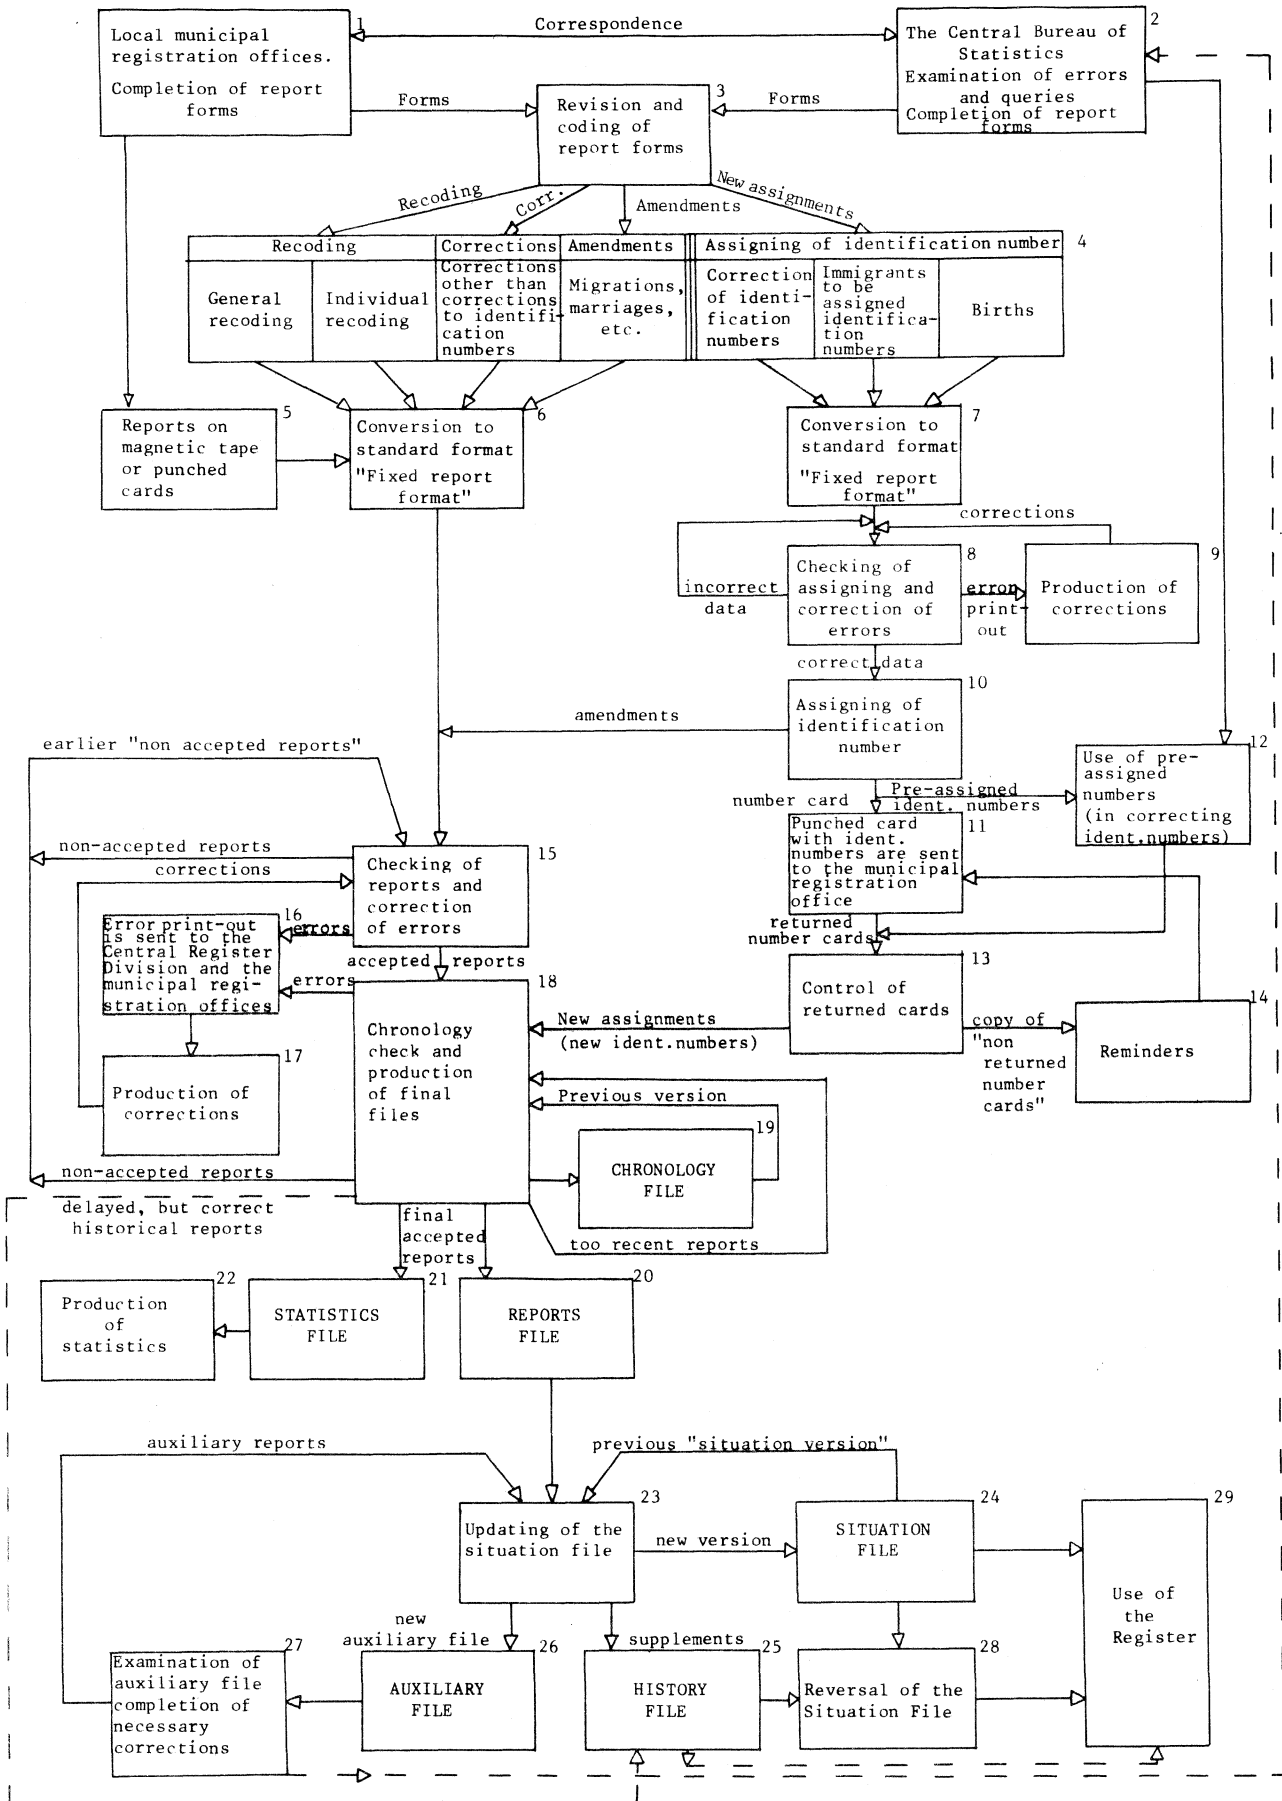 1
Local municipal
registration offices.
Completion of report
forms
Correspondence
2
The Central Bureau of
Statistics
Examination of errors
and queries
Completion of report
forms
Forms
3
Revision and
coding of
report forms
Forms
Recoding
Corr.
Amendments
New assignments
4
Recoding
Corrections
Amendments
Assigning of identification number
General
recoding
Individual
recoding
Corrections
other than
corrections
to identifi-
cation
numbers
Migrations,
marriages,
etc.
Correction
of identi-
fication
numbers
Immigrants
to be
assigned
identifica-
tion
numbers
Births
5
Reports on
magnetic tape
or punched
cards
6
Conversion to
standard format
"Fixed report
format"
7
Conversion to
standard format
"Fixed report
format"
corrections
incorrect
data
8
Checking of
assigning and
correction of
errors
error
print-
out
9
Production of
corrections
correct data
10
Assigning of
identification
number
amendments
number card
Pre-assigned
ident. numbers
12
Use of pre-
assigned
numbers
(in correcting
ident.numbers)
11
Punched card
with ident.
numbers are sent
to the municipal
registration
office
returned
number cards
13
Control of
returned cards
copy of
"non
returned
number
cards"
14
Reminders
earlier "non accepted reports"
non-accepted reports
corrections
15
Checking of
reports and
correction
of errors
16
Error print-out
is sent to the
Central Register
Division and the
municipal regi-
stration offices
errors
accepted reports
errors
17
Production of
corrections
18
Chronology
check and
production
of final
files
New assignments
(new ident.numbers)
Previous version
19
CHRONOLOGY
FILE
non-accepted reports
delayed, but correct
historical reports
final
accepted
reports
too recent reports
22
Production
of
statistics
21
STATISTICS
FILE
20
REPORTS
FILE
auxiliary reports
previous "situation version"
23
Updating of the
situation file
new version
24
SITUATION
FILE
29
Use of
the
Register
new
auxiliary file
supplements
27
Examination of
auxiliary file
completion of
necessary
corrections
26
AUXILIARY
FILE
25
HISTORY
FILE
28
Reversal of the
Situation File